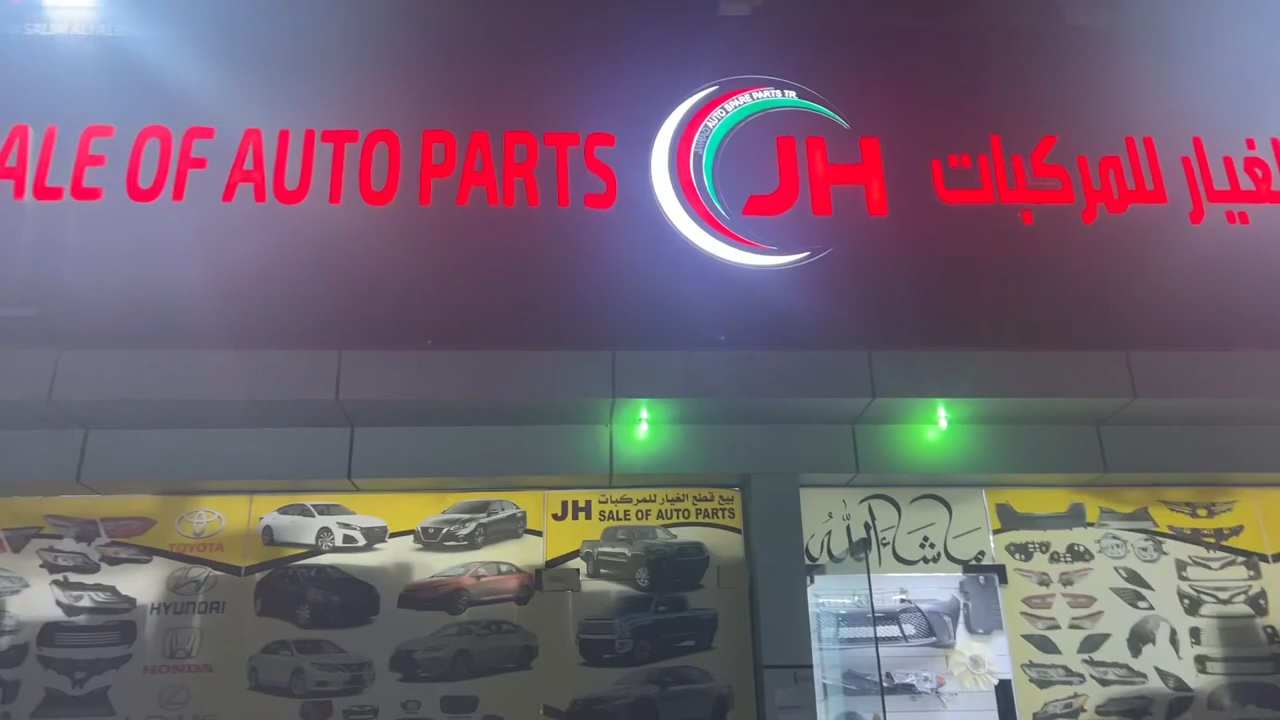 ALE OF AUTO PARTS
AUTO SPARE PARTS TR.
JH
لغيار للمركبات
بيع قطع الغيار للمركبات
JH SALE OF AUTO PARTS
TOYOTA
HYUNDAI
HONDA
ما شاء الله